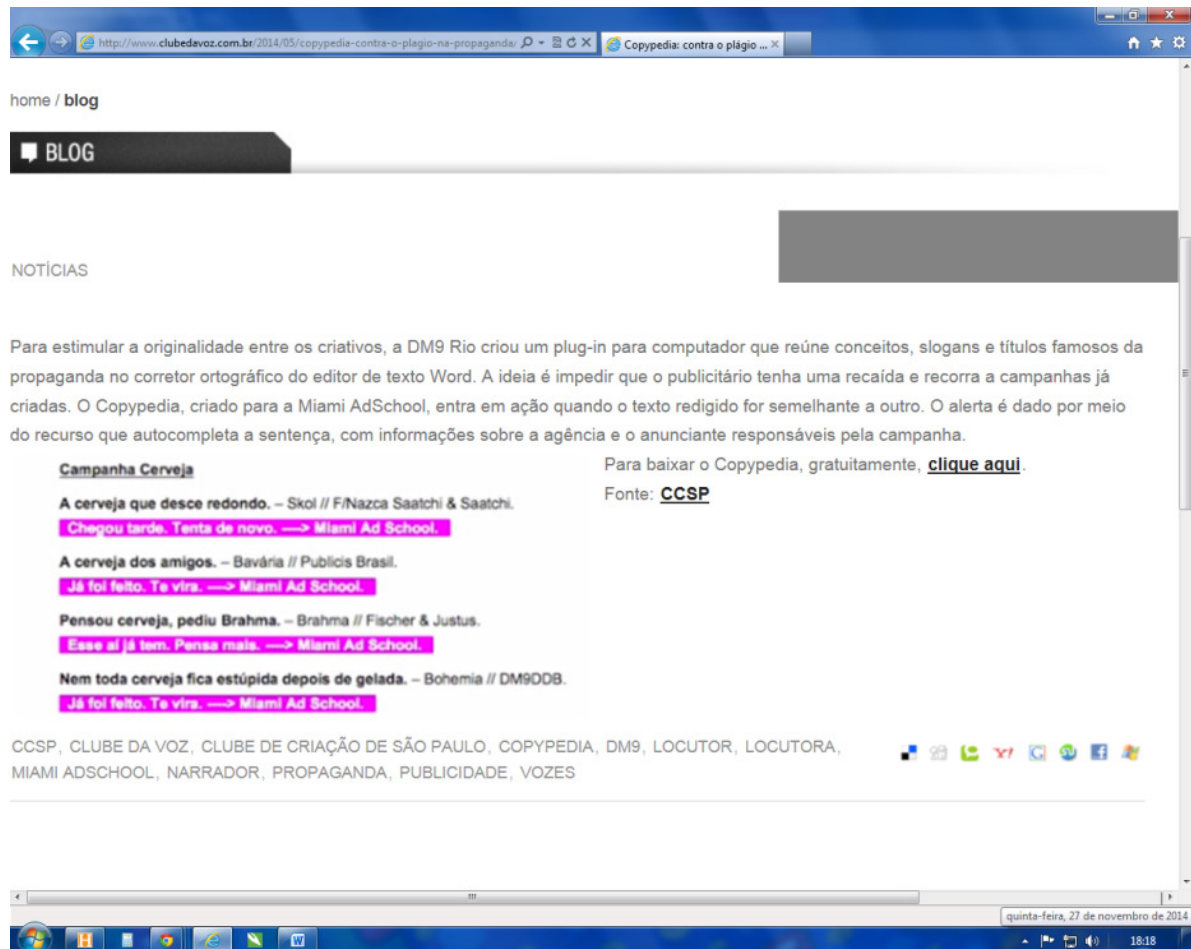 http://www.clubedavoz.com.br/2014/05/copypedia-contra-o-plagio-na-propaganda/
Copypedia: contra o plágio ...
home / blog
BLOG
NOTÍCIAS
Para estimular a originalidade entre os criativos, a DM9 Rio criou um plug-in para computador que reúne conceitos, slogans e títulos famosos da
propaganda no corretor ortográfico do editor de texto Word. A ideia é impedir que o publicitário tenha uma recaída e recorra a campanhas já
criadas. O Copypedia, criado para a Miami AdSchool, entra em ação quando o texto redigido for semelhante a outro. O alerta é dado por meio
do recurso que autocompleta a sentença, com informações sobre a agência e o anunciante responsáveis pela campanha.
Campanha Cerveja
A cerveja que desce redondo. – Skol // F/Nazca Saatchi & Saatchi.
Chegou tarde. Tenta de novo. —-> Miami Ad School.
A cerveja dos amigos. – Bavária // Publicis Brasil.
Já foi feito. Te vira. —-> Miami Ad School.
Pensou cerveja, pediu Brahma. – Brahma // Fischer & Justus.
Esse aí já tem. Pensa mais. —-> Miami Ad School.
Nem toda cerveja fica estúpida depois de gelada. – Bohemia // DM9DDB.
Já foi feito. Te vira. —-> Miami Ad School.
Para baixar o Copypedia, gratuitamente, clique aqui.
Fonte: CCSP
CCSP, CLUBE DA VOZ, CLUBE DE CRIAÇÃO DE SÃO PAULO, COPYPEDIA, DM9, LOCUTOR, LOCUTORA,
MIAMI ADSCHOOL, NARRADOR, PROPAGANDA, PUBLICIDADE, VOZES
quinta-feira, 27 de novembro de 2014
18:18